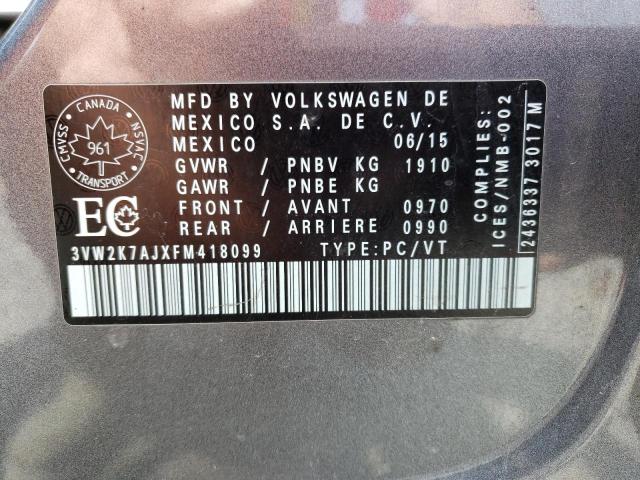 CANADA
CMVSS
NSVAC
961
TRANSPORT
EC
MFD BY VOLKSWAGEN DE
MEXICO S.A. DE C.V.
MEXICO 06/15
GVWR / PNBV KG 1910
GAWR / PNBE KG
FRONT / AVANT 0970
REAR / ARRIERE 0990
3VW2K7AJXFM418099 TYPE:PC/VT
COMPLIES:
ICES/NMB-002
2436337 3017 M